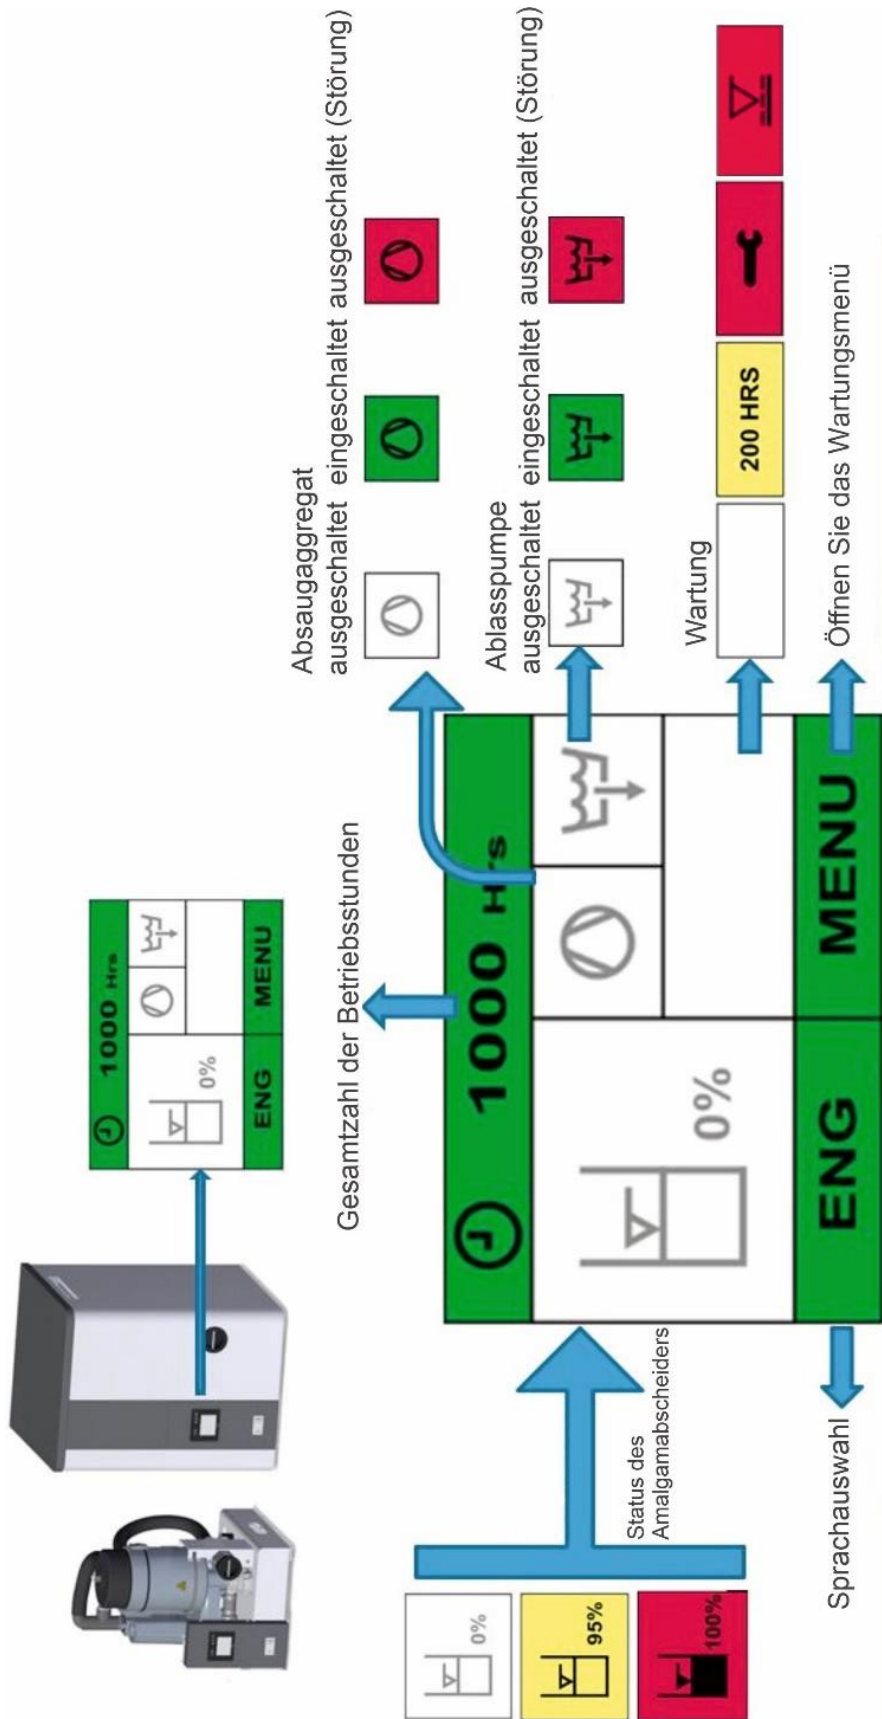 1000 Hrs
0%
ENG
MENU
Gesamtzahl der Betriebsstunden
Absaugaggregat
ausgeschaltet
eingeschaltet
ausgeschaltet (Störung)
Ablasspumpe
ausgeschaltet
eingeschaltet
ausgeschaltet (Störung)
Wartung
200 HRS
Öffnen Sie das Wartungsmenü
1000 Hrs
0%
ENG
MENU
0%
95%
100%
Status des
Amalgamabscheiders
Sprachauswahl